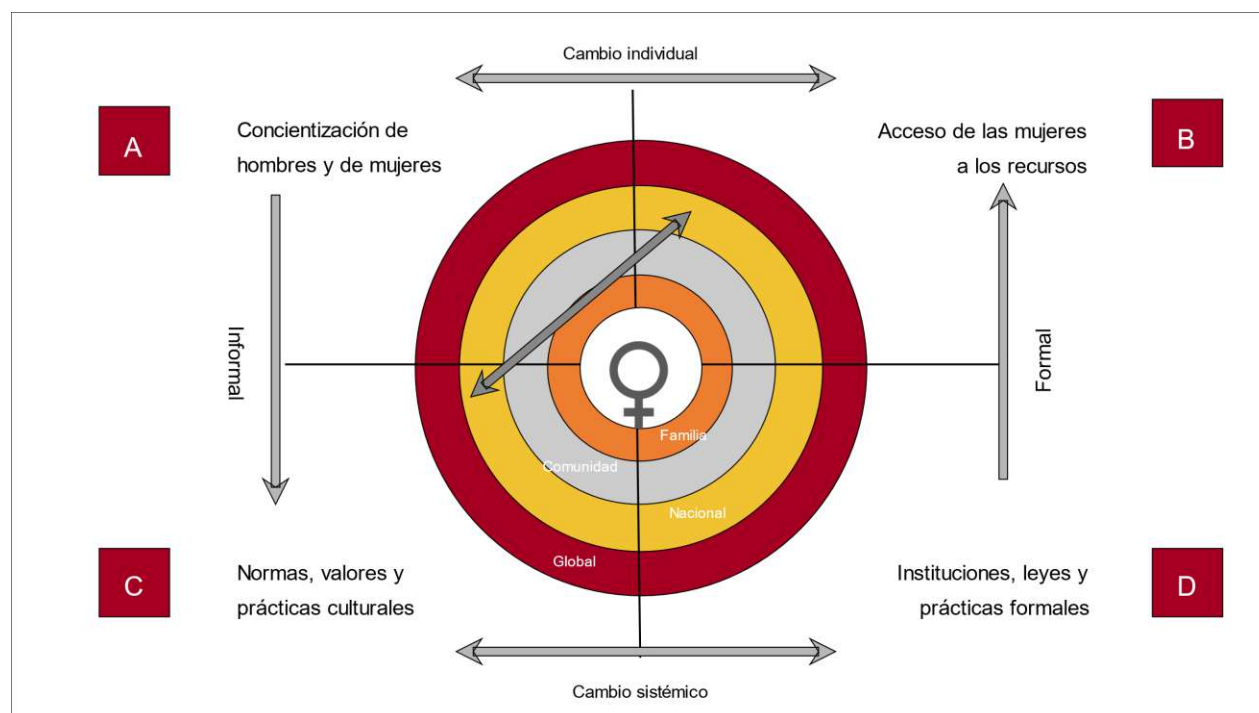 Cambio individual
A
Concientización de
hombres y de mujeres
Acceso de las mujeres
a los recursos
B
Informal
Formal
Familia
Comunidad
Nacional
Global
C
Normas, valores y
prácticas culturales
Instituciones, leyes y
prácticas formales
D
Cambio sistémico